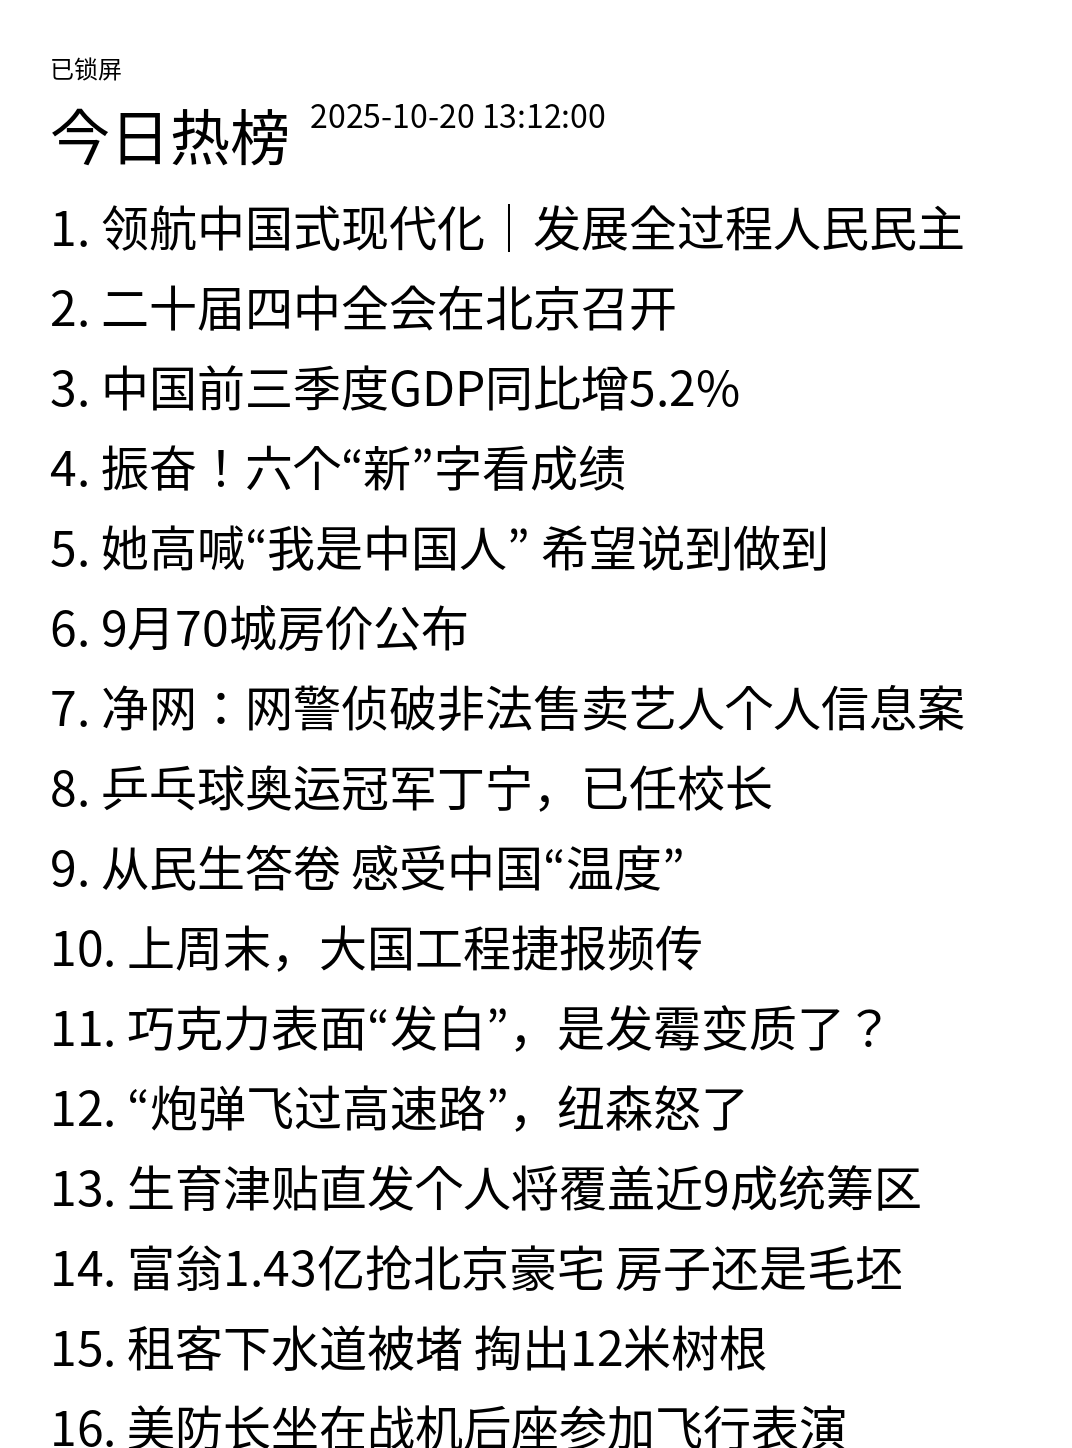 已锁屏
今日热榜 2025-10-20 13:12:00
1. 领航中国式现代化｜发展全过程人民民主
2. 二十届四中全会在北京召开
3. 中国前三季度GDP同比增5.2%
4. 振奋！六个“新”字看成绩
5. 她高喊“我是中国人” 希望说到做到
6. 9月70城房价公布
7. 净网：网警侦破非法售卖艺人个人信息案
8. 乒乓球奥运冠军丁宁，已任校长
9. 从民生答卷 感受中国“温度”
10. 上周末，大国工程捷报频传
11. 巧克力表面“发白”，是发霉变质了？
12. “炮弹飞过高速路”，纽森怒了
13. 生育津贴直发个人将覆盖近9成统筹区
14. 富翁1.43亿抢北京豪宅 房子还是毛坯
15. 租客下水道被堵 掏出12米树根
16. 美防长坐在战机后座参加飞行表演